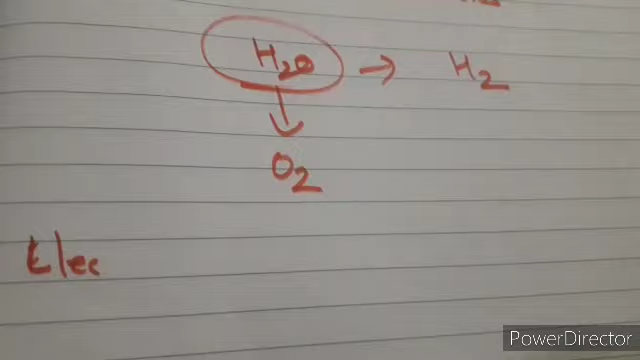 H₂O → H₂
↓
O₂
Elec
PowerDirector